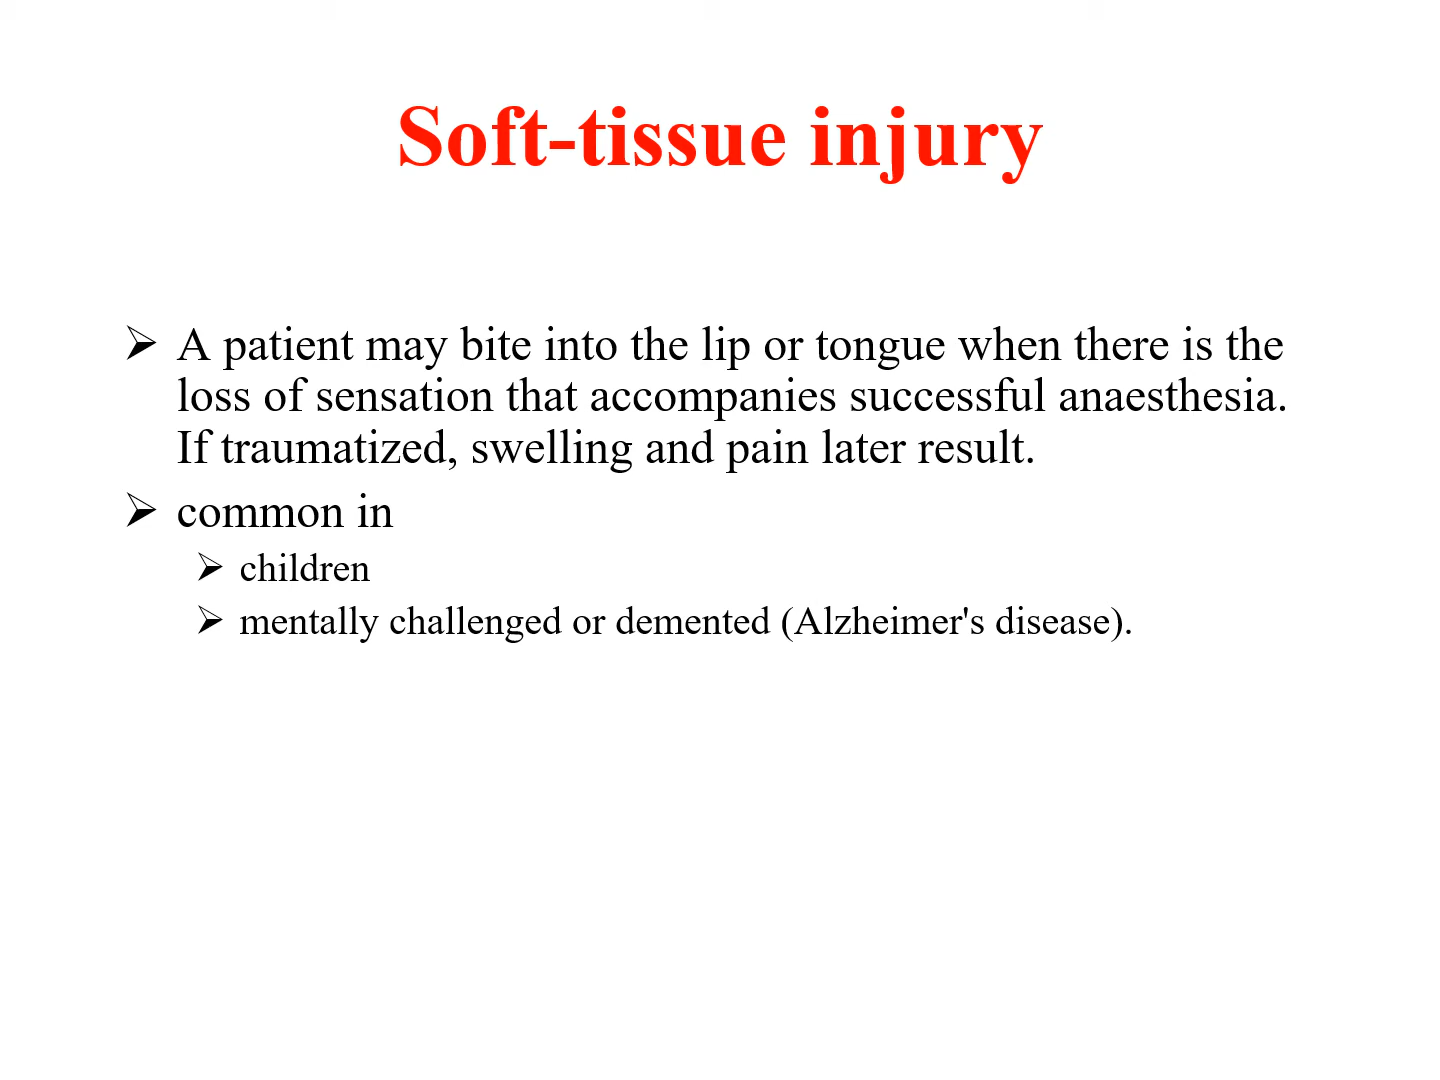 Soft-tissue injury
➢ A patient may bite into the lip or tongue when there is the
loss of sensation that accompanies successful anaesthesia.
If traumatized, swelling and pain later result.
➢ common in
➢ children
➢ mentally challenged or demented (Alzheimer's disease).